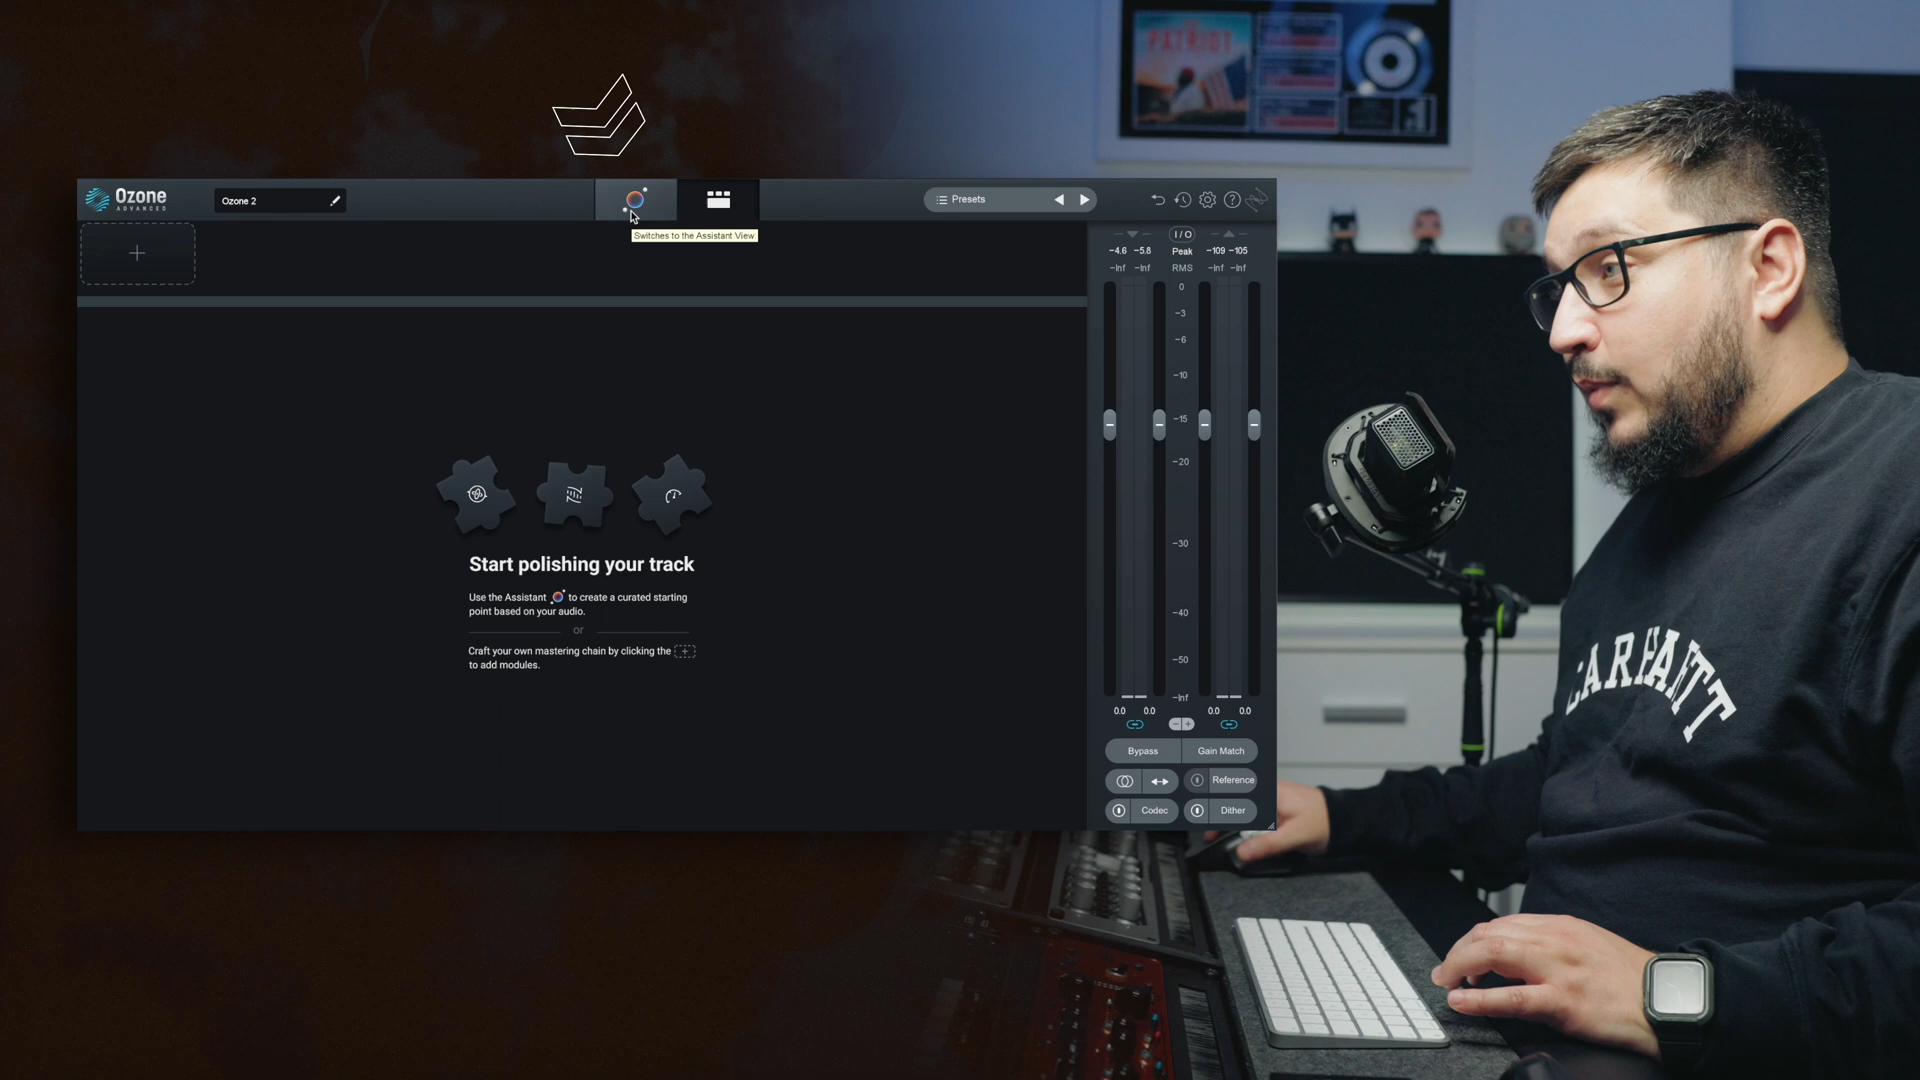 PATRIOT
Ozone
ADVANCED
Ozone 2
Presets
Switches to the Assistant View.
I / O
-4.6 -5.8 Peak -109 -105
-Inf -Inf RMS -Inf -Inf
0
-3
-6
-10
-15
-20
-30
-40
-50
-Inf
Start polishing your track
Use the Assistant to create a curated starting
point based on your audio.
or
Craft your own mastering chain by clicking the +
to add modules.
0.0 0.0 0.0 0.0
Bypass Gain Match
Reference
Codec Dither
CARHARTT